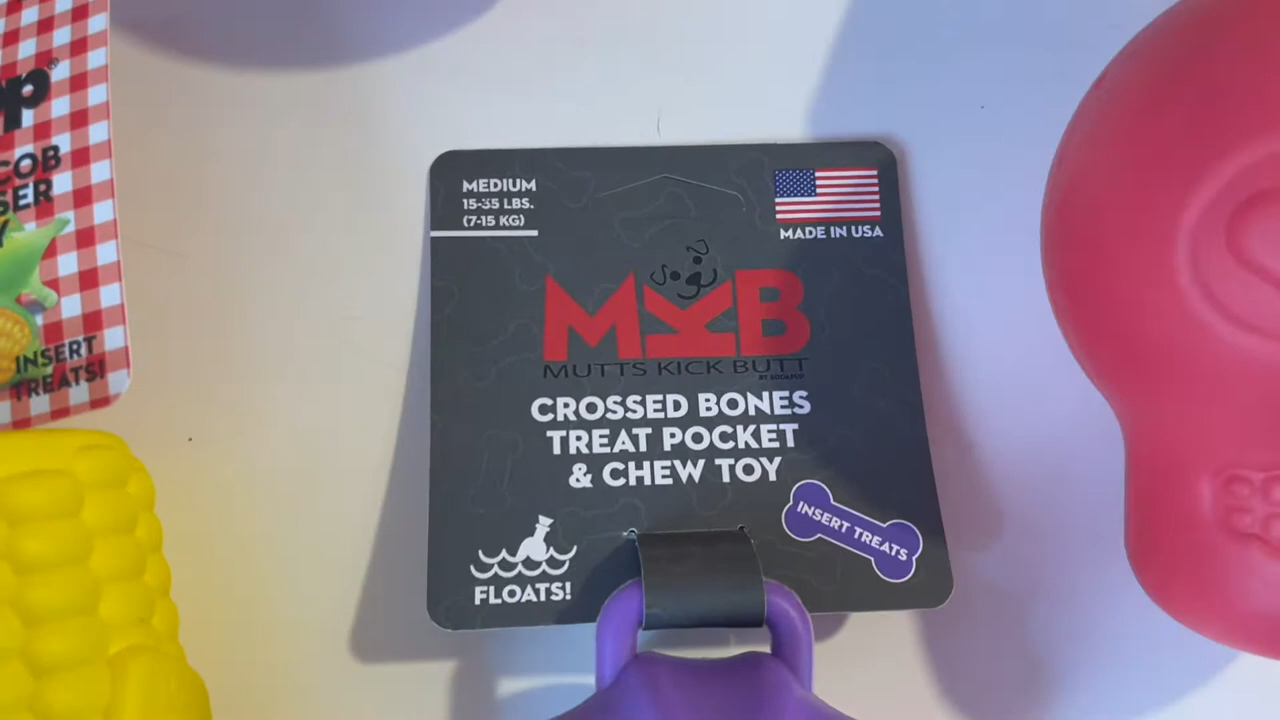 p®
COB
SER
Y
INSERT
TREATS!
MEDIUM
15-35 LBS.
(7-15 KG)
MADE IN USA
MKB
MUTTS KICK BUTT
BY SODAPUP
CROSSED BONES
TREAT POCKET
& CHEW TOY
INSERT TREATS
FLOATS!